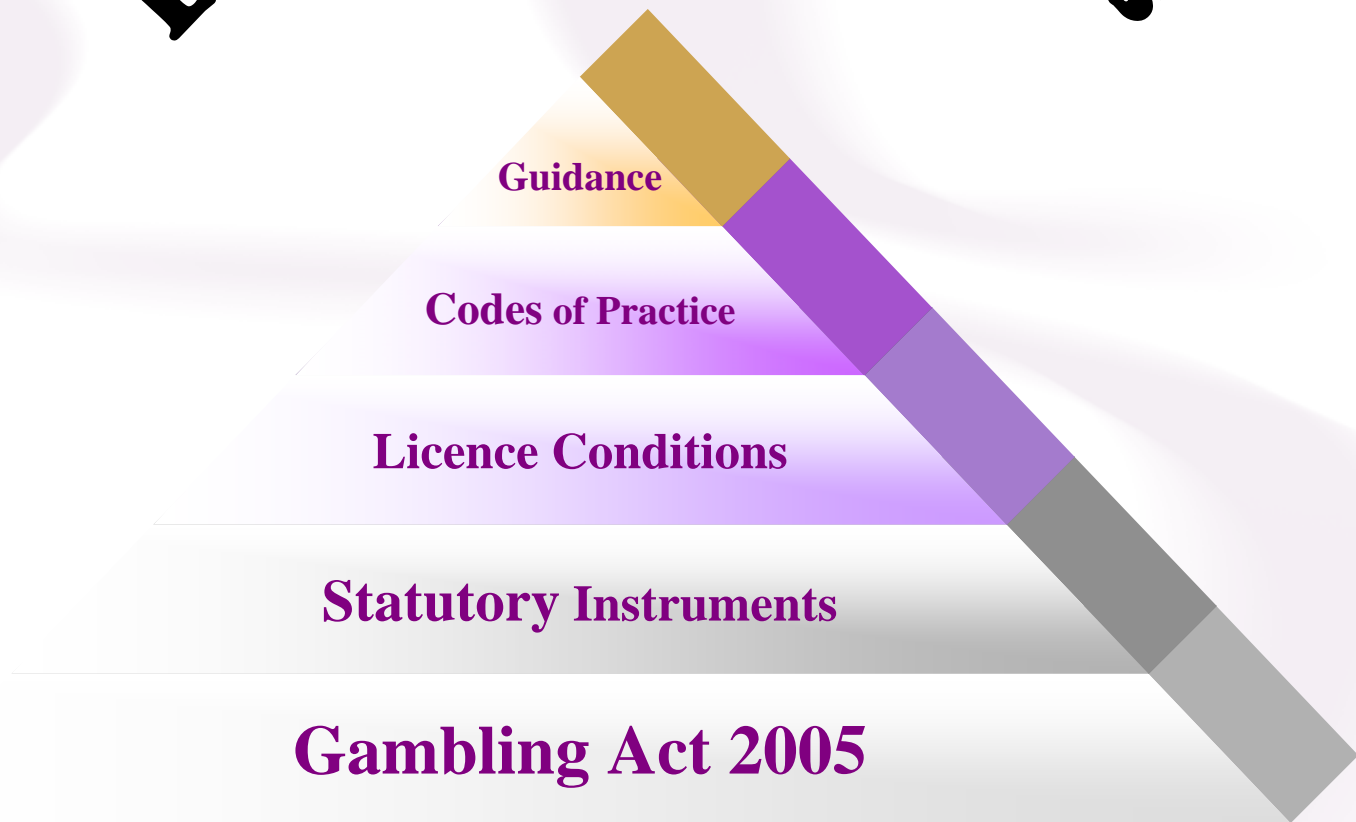 Guidance
Codes of Practice
Licence Conditions
Statutory Instruments
Gambling Act 2005